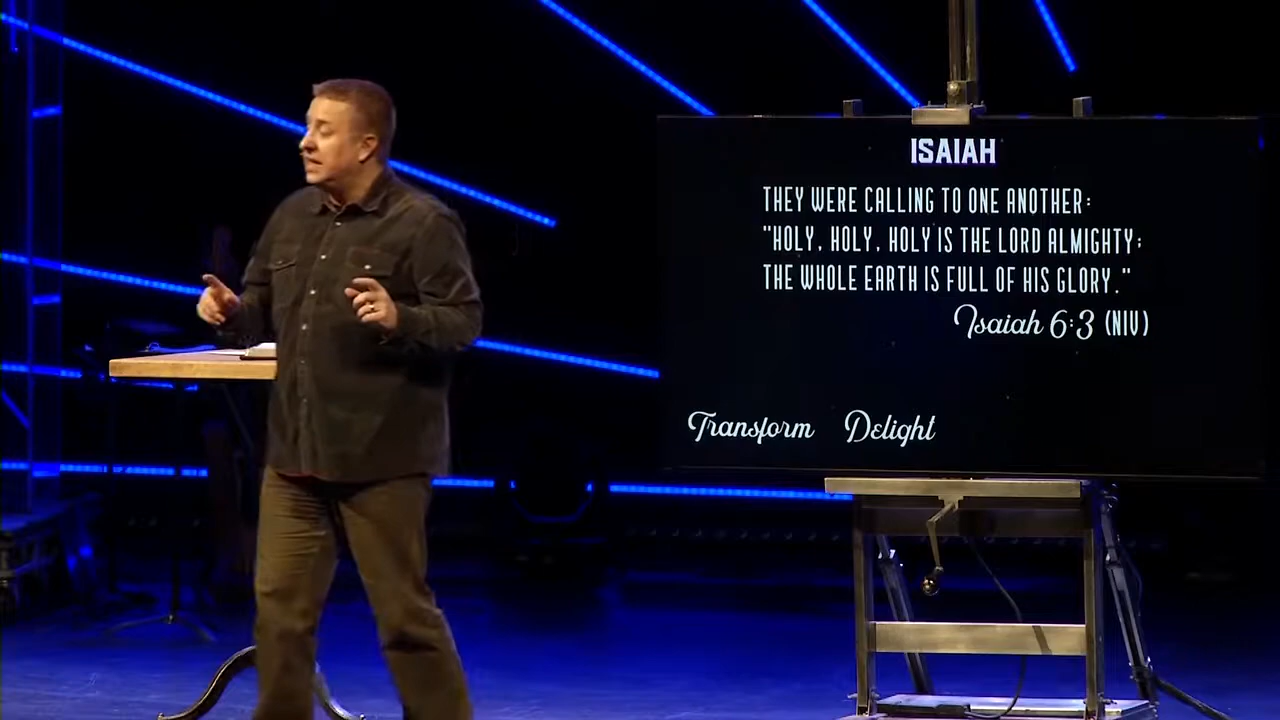 ISAIAH
THEY WERE CALLING TO ONE ANOTHER:
"HOLY, HOLY, HOLY IS THE LORD ALMIGHTY;
THE WHOLE EARTH IS FULL OF HIS GLORY."
Isaiah 6:3 (NIV)
Transform Delight